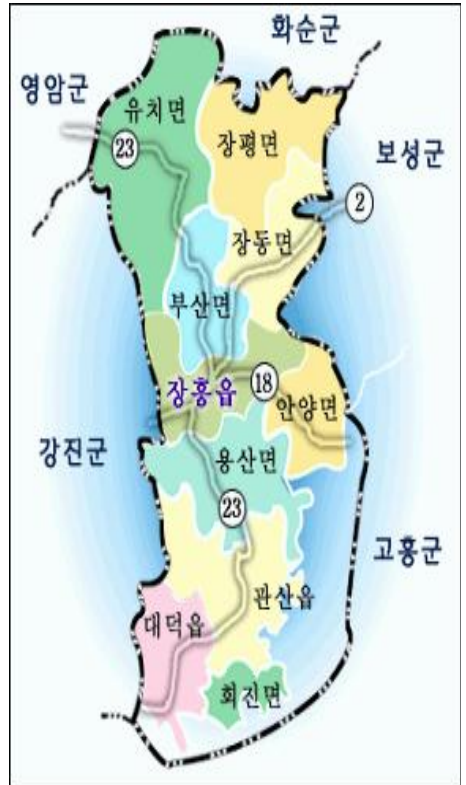 화순군
영암군
유치면
23
장평면
보성군
2
장동면
부산면
장흥읍
18
안양면
강진군
용산면
23
고흥군
관산읍
대덕읍
회진면